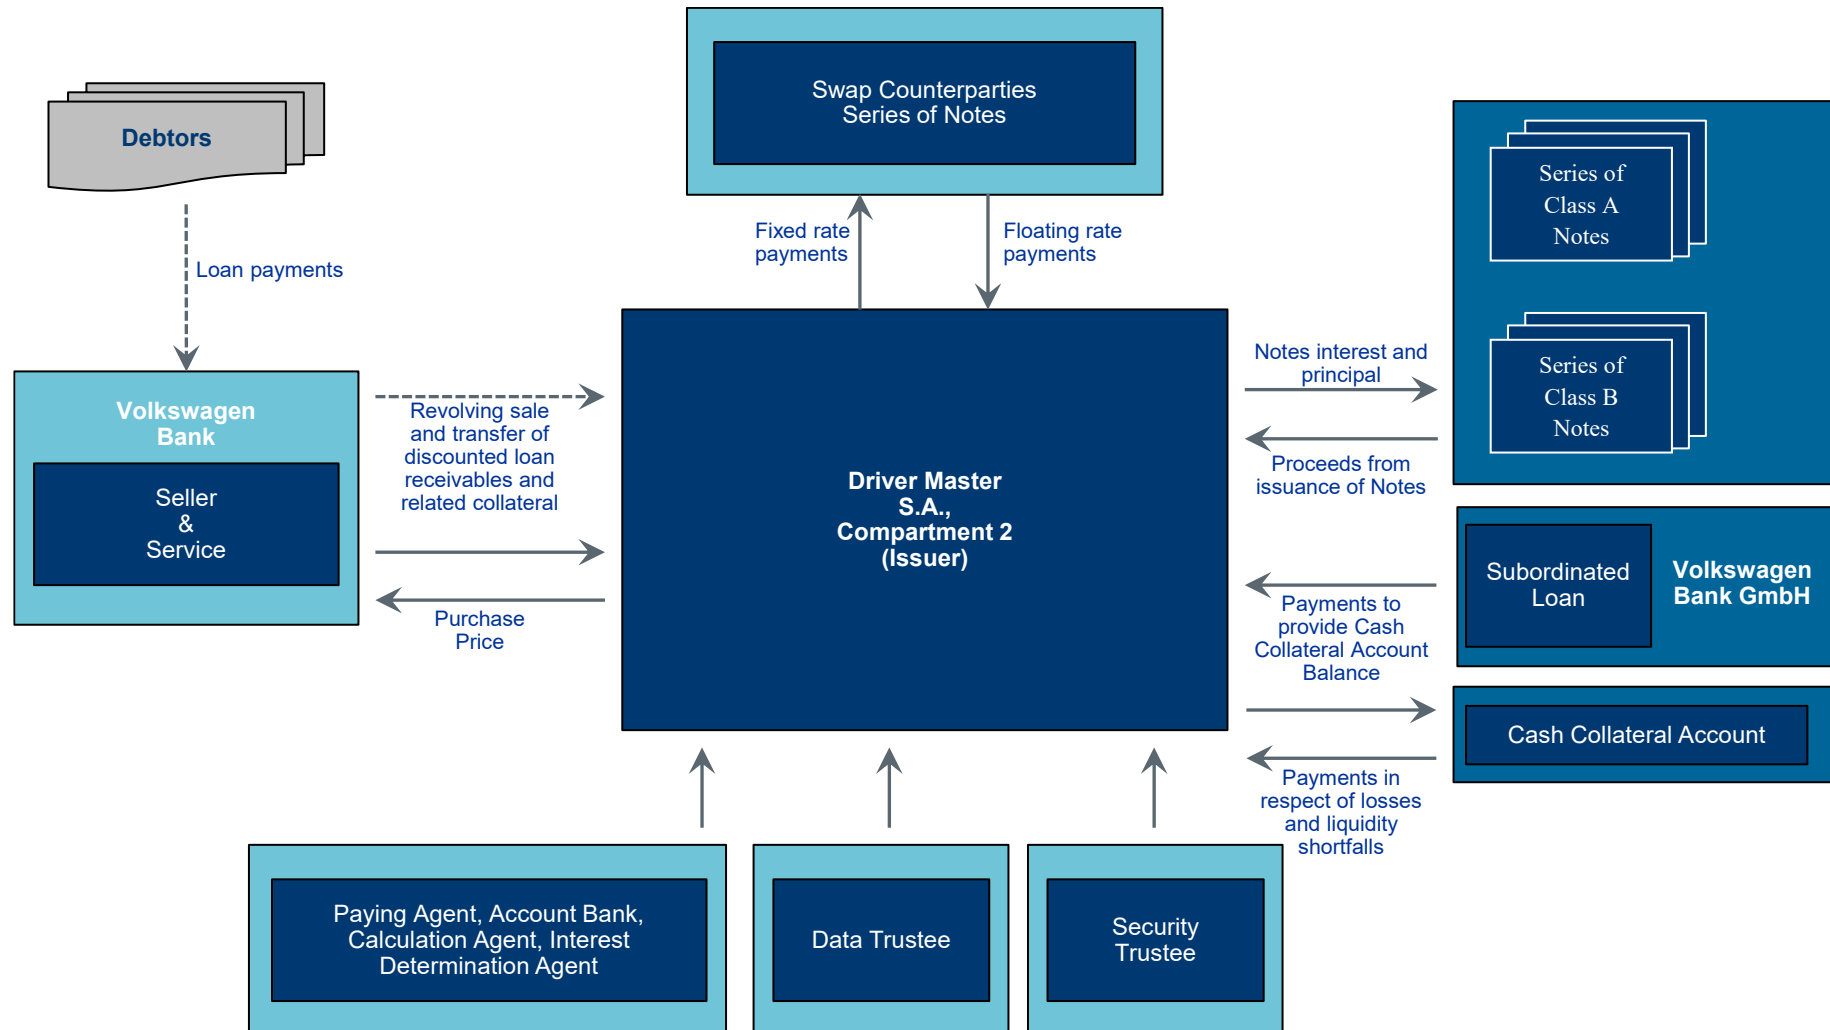 Swap Counterparties
Series of Notes
Debtors
Series of
Class A
Notes
Fixed rate
payments
Floating rate
payments
Loan payments
Notes interest and
principal
Series of
Class B
Notes
Volkswagen
Bank
Revolving sale
and transfer of
discounted loan
receivables and
related collateral
Proceeds from
issuance of Notes
Seller
&
Service
Driver Master
S.A.,
Compartment 2
(Issuer)
Subordinated
Loan
Volkswagen
Bank GmbH
Purchase
Price
Payments to
provide Cash
Collateral Account
Balance
Cash Collateral Account
Payments in
respect of losses
and liquidity
shortfalls
Paying Agent, Account Bank,
Calculation Agent, Interest
Determination Agent
Data Trustee
Security
Trustee